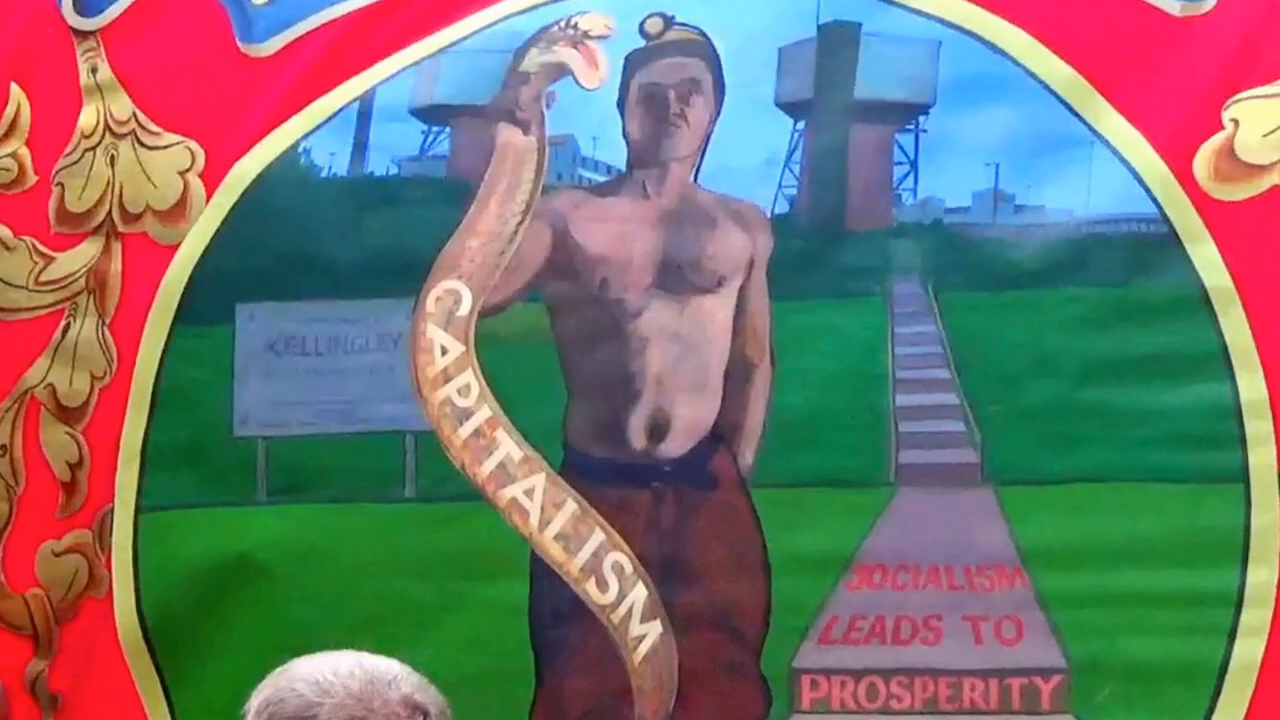 KELLINGLEY
CAPITALISM
SOCIALISM
LEADS TO
PROSPERITY